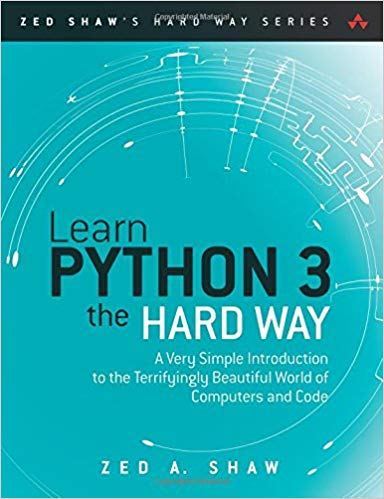 ZED SHAW'S HARD WAY SERIES
Learn
PYTHON 3
the HARD WAY
A Very Simple Introduction
to the Terrifyingly Beautiful World of
Computers and Code
ZED A. SHAW